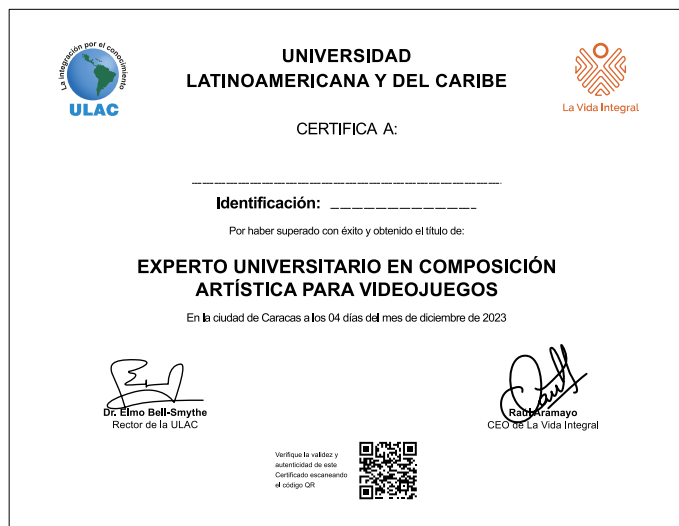 La integración por el conocimiento
ULAC
UNIVERSIDAD
LATINOAMERICANA Y DEL CARIBE
La Vida Integral
CERTIFICA A:
Identificación:
Por haber superado con éxito y obtenido el título de:
EXPERTO UNIVERSITARIO EN COMPOSICIÓN
ARTÍSTICA PARA VIDEOJUEGOS
En la ciudad de Caracas a los 04 días del mes de diciembre de 2023
Dr. Elmo Bell-Smythe
Rector de la ULAC
Raúl Aramayo
CEO de La Vida Integral
Verifique la validez y
autenticidad de este
Certificado escaneando
el código QR